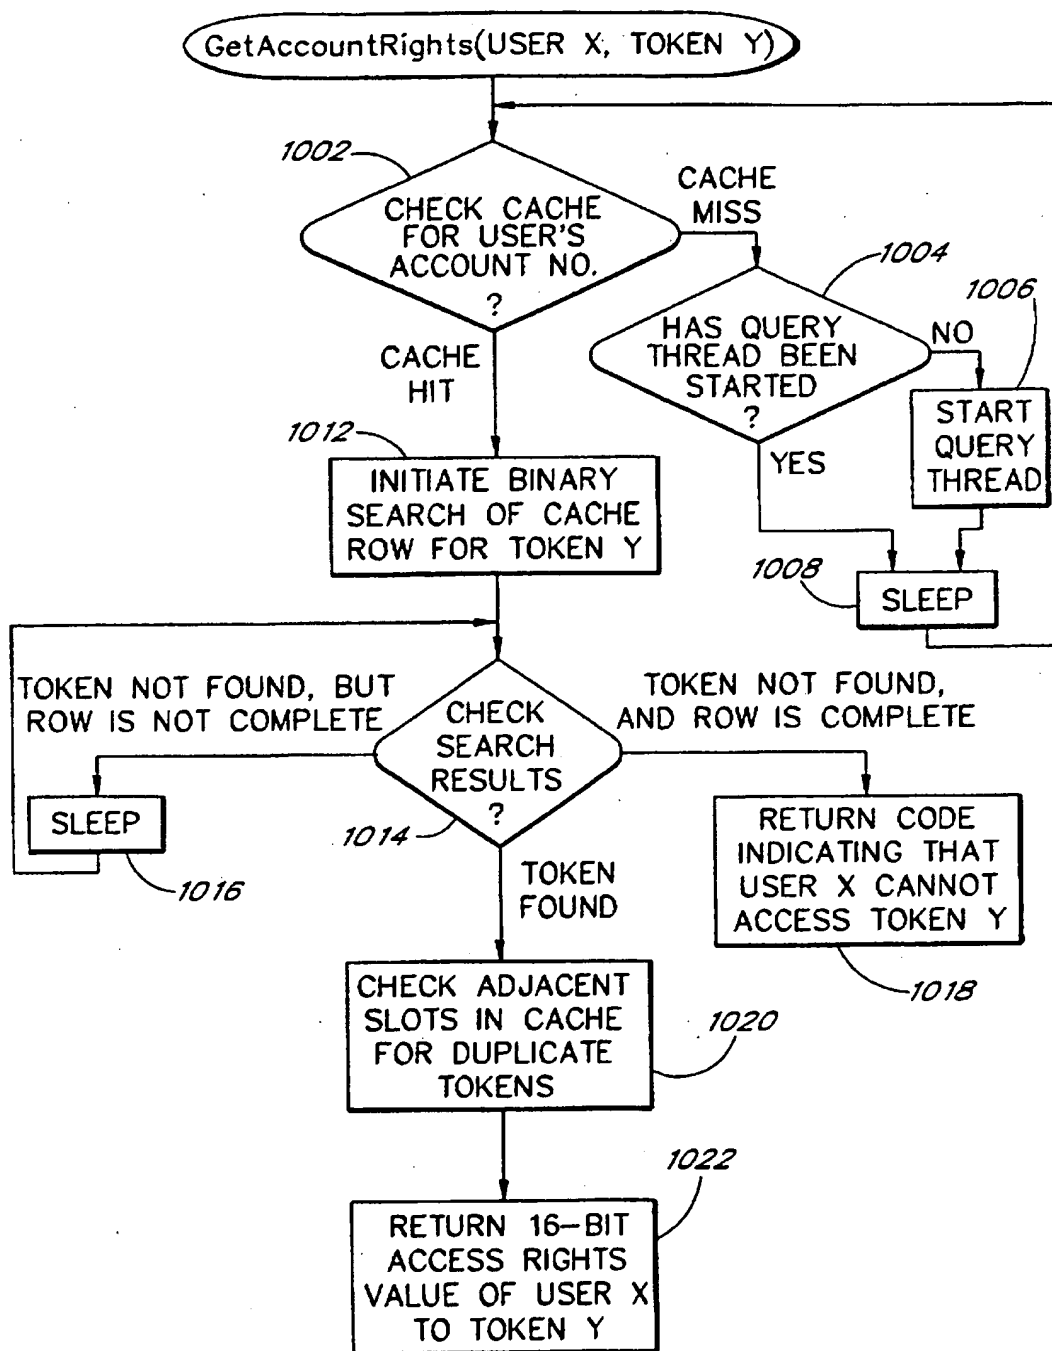 GetAccountRights(USER X, TOKEN Y)
1002
CHECK CACHE
FOR USER'S
ACCOUNT NO.
?
CACHE
MISS
1004
HAS QUERY
THREAD BEEN
STARTED
?
NO
1006
START
QUERY
THREAD
YES
1008
SLEEP
CACHE
HIT
1012
INITIATE BINARY
SEARCH OF CACHE
ROW FOR TOKEN Y
TOKEN NOT FOUND, BUT
ROW IS NOT COMPLETE
CHECK
SEARCH
RESULTS
?
1014
TOKEN NOT FOUND,
AND ROW IS COMPLETE
SLEEP
1016
RETURN CODE
INDICATING THAT
USER X CANNOT
ACCESS TOKEN Y
1018
TOKEN
FOUND
CHECK ADJACENT
SLOTS IN CACHE
FOR DUPLICATE
TOKENS
1020
1022
RETURN 16-BIT
ACCESS RIGHTS
VALUE OF USER X
TO TOKEN Y